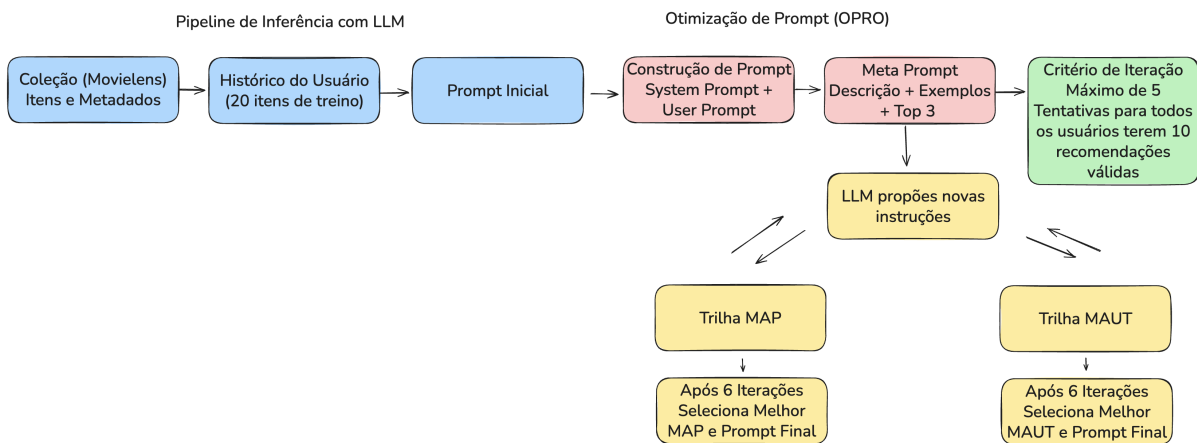 Pipeline de Inferência com LLM
Otimização de Prompt (OPRO)
Coleção (Movielens)
Itens e Metadados
Histórico do Usuário
(20 itens de treino)
Prompt Inicial
Construção de Prompt
System Prompt +
User Prompt
Meta Prompt
Descrição + Exemplos
+ Top 3
Critério de Iteração
Máximo de 5
Tentativas para todos
os usuários terem 10
recomendações
válidas
LLM propões novas
instruções
Trilha MAP
Trilha MAUT
Após 6 Iterações
Seleciona Melhor
MAP e Prompt Final
Após 6 Iterações
Seleciona Melhor
MAUT e Prompt Final